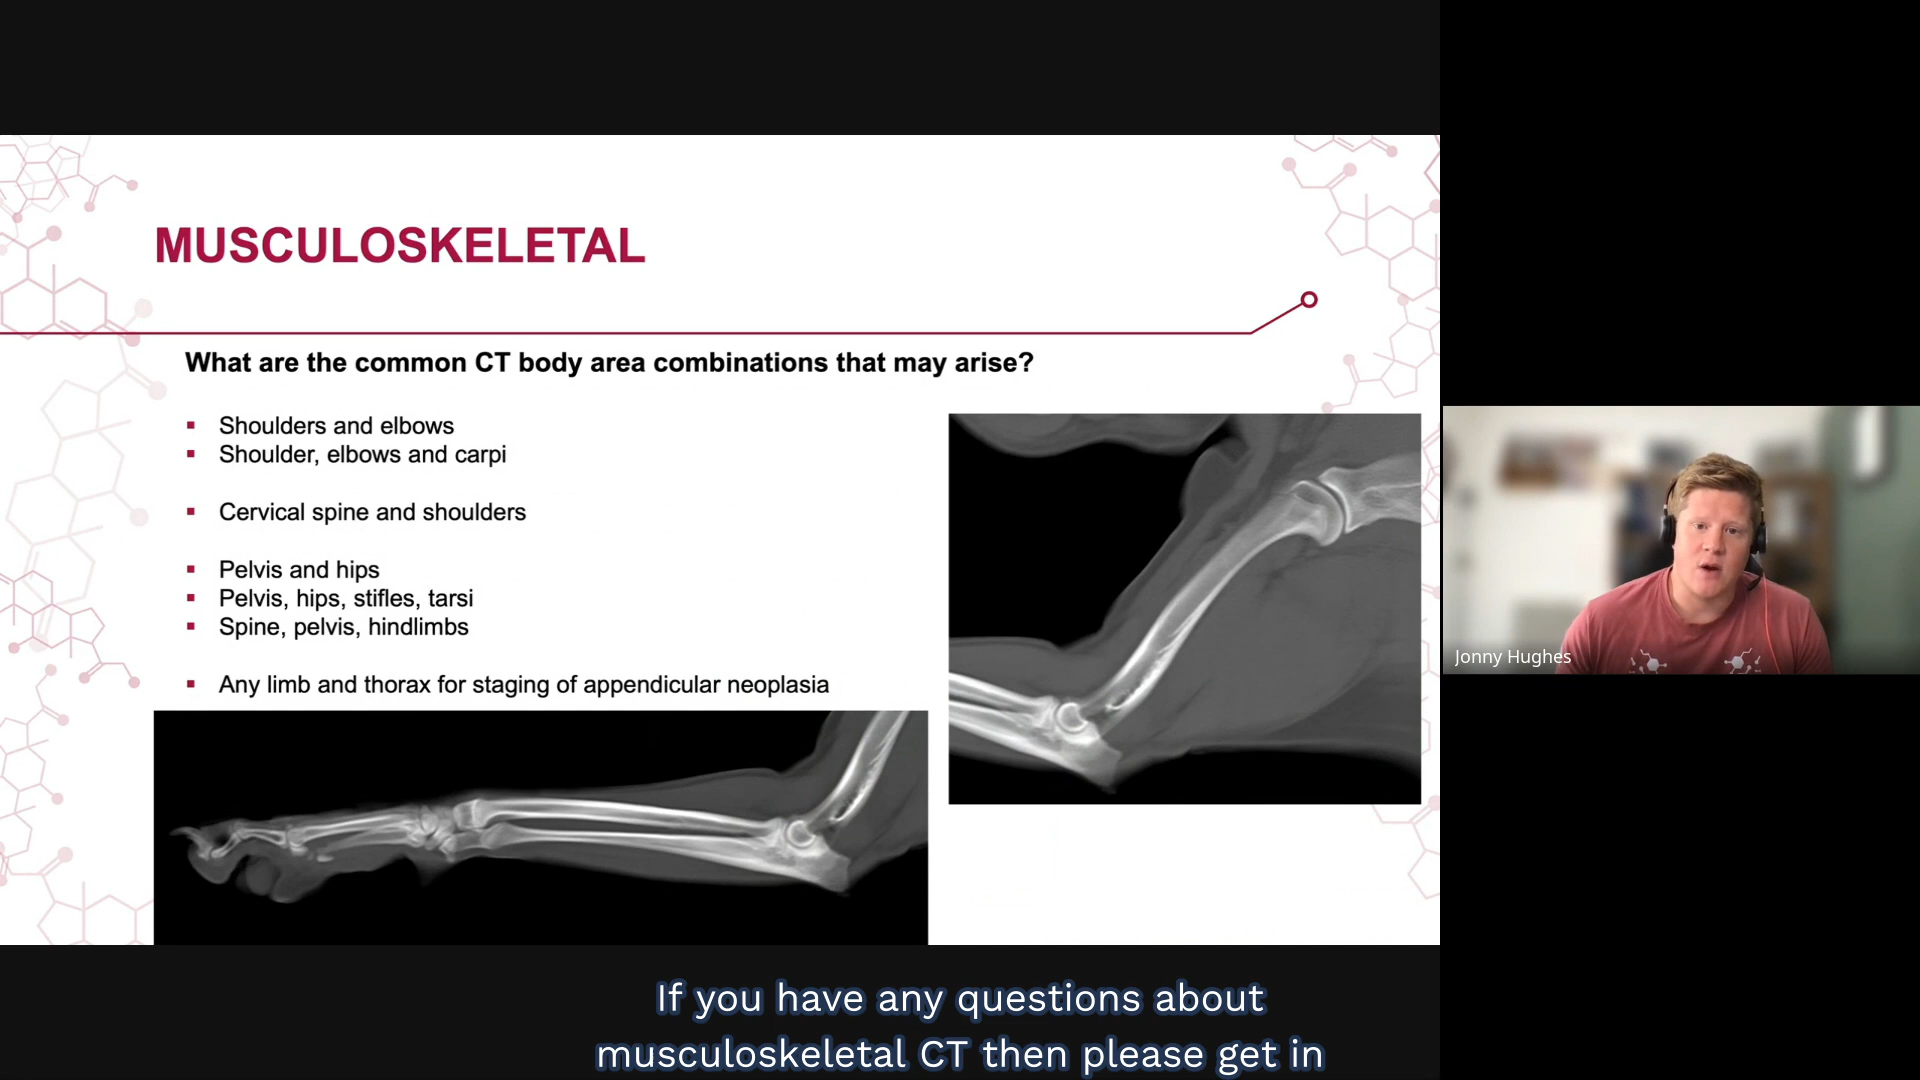 MUSCULOSKELETAL
What are the common CT body area combinations that may arise?
▪ Shoulders and elbows
▪ Shoulder, elbows and carpi
▪ Cervical spine and shoulders
▪ Pelvis and hips
▪ Pelvis, hips, stifles, tarsi
▪ Spine, pelvis, hindlimbs
▪ Any limb and thorax for staging of appendicular neoplasia
Jonny Hughes
If you have any questions about
musculoskeletal CT then please get in